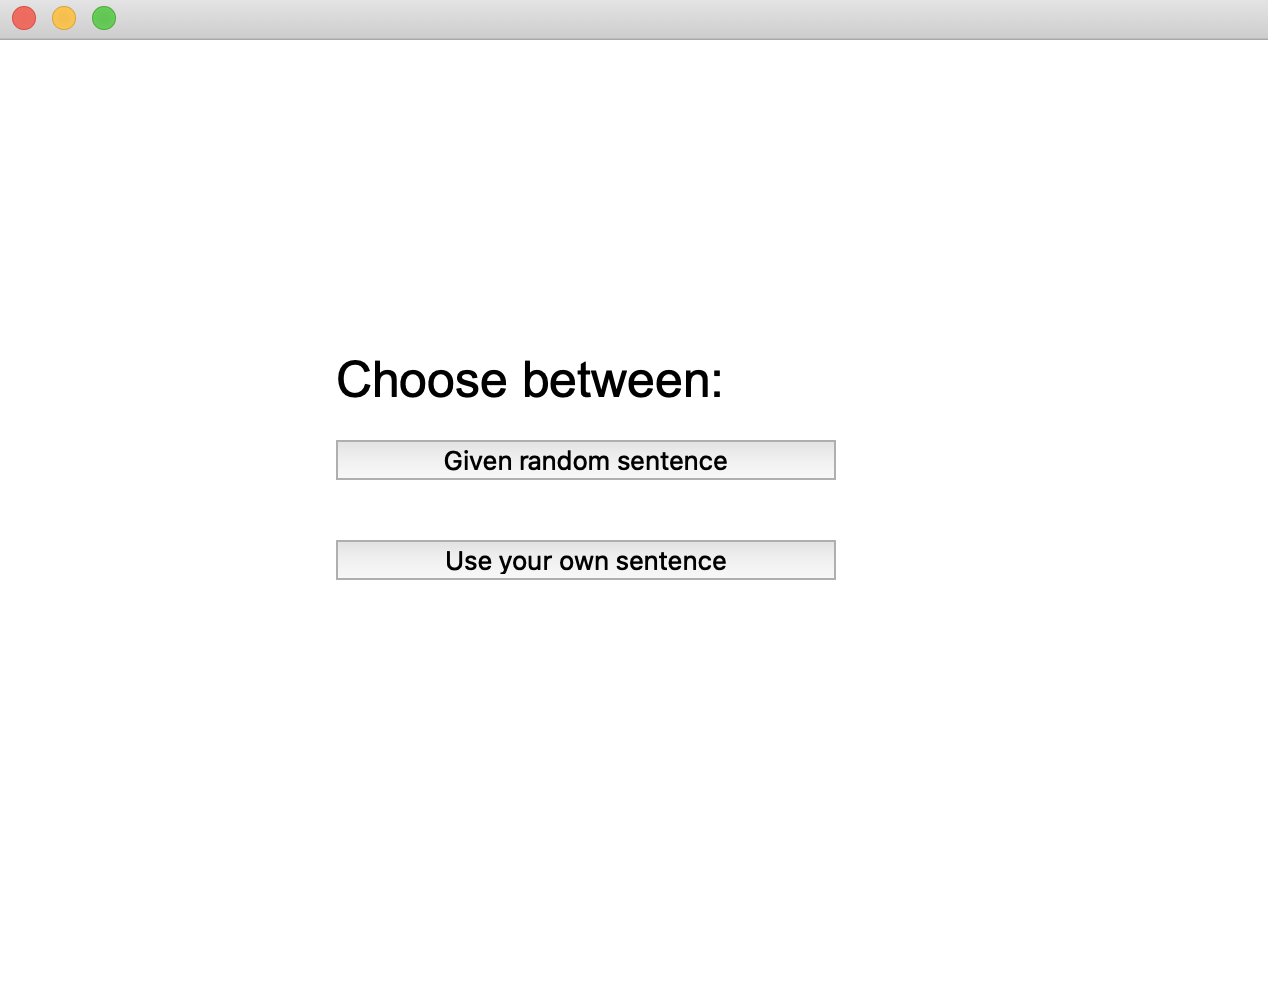 Choose between:
Given random sentence
Use your own sentence